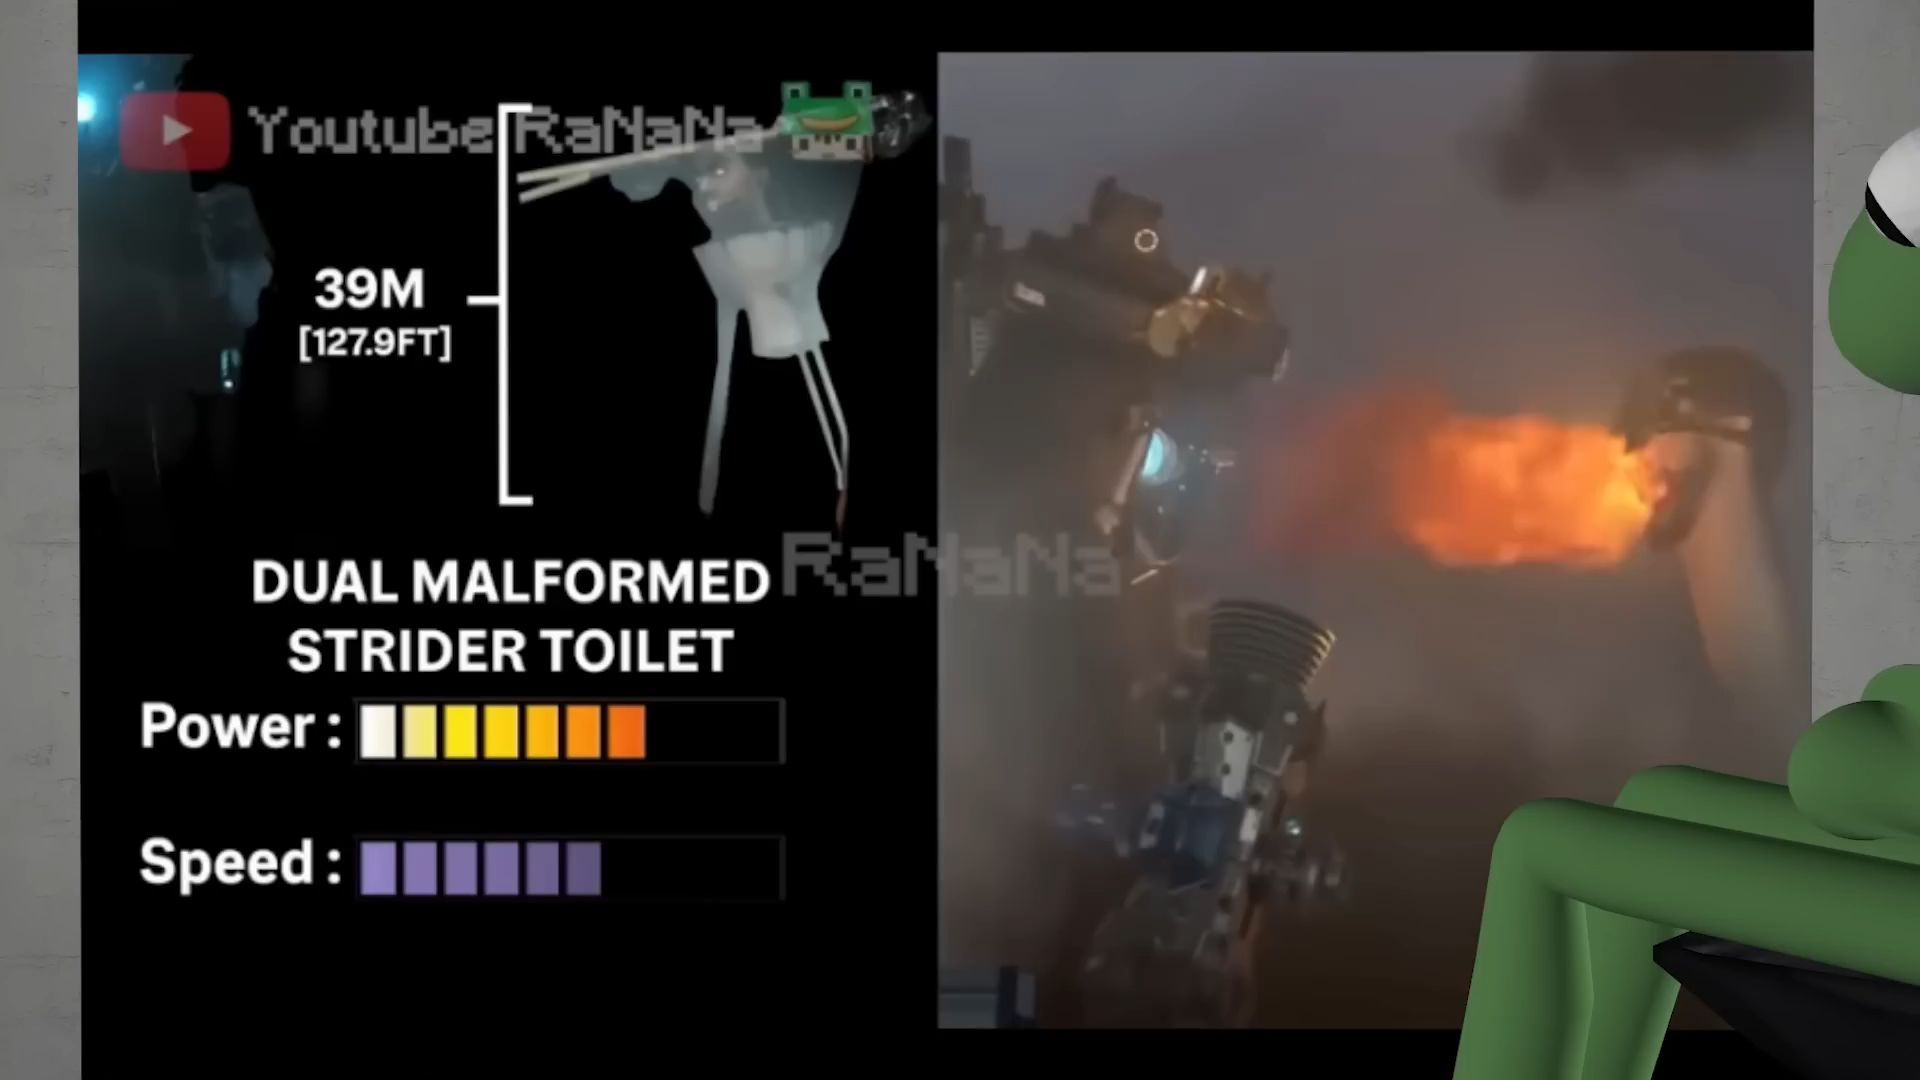 Youtube RaNaNa
39M
[127.9FT]
RaNaNa
DUAL MALFORMED
STRIDER TOILET
Power :
Speed :